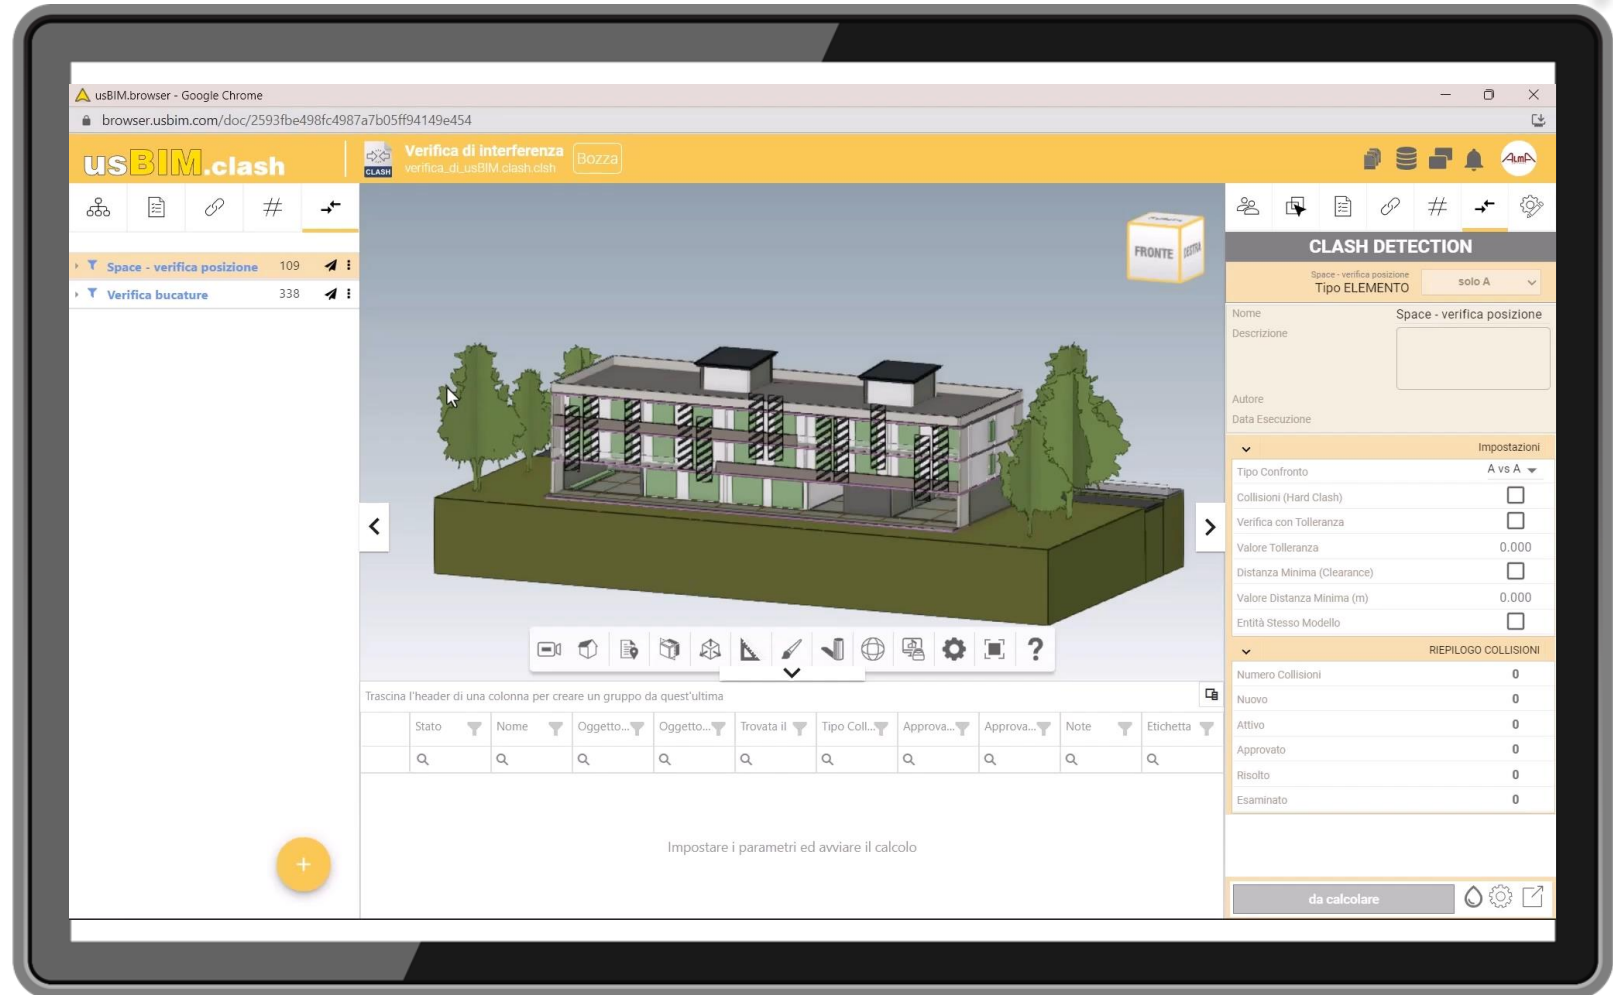 usBIM.browser - Google Chrome
browser.usbim.com/doc/2593fbe498fc4987a7b05ff94149e454
usBIM.clash
CLASH
Verifica di interferenza
verifica_di_usBIM.clash.clsh
Bozza
AlmA
Space - verifica posizione 109
Verifica bucature 338
FRONTE
DESTRA
CLASH DETECTION
Space - verifica posizione
Tipo ELEMENTO
solo A
Nome Space - verifica posizione
Descrizione
Autore
Data Esecuzione
Impostazioni
Tipo Confronto A vs A
Collisioni (Hard Clash)
Verifica con Tolleranza
Valore Tolleranza 0.000
Distanza Minima (Clearance)
Valore Distanza Minima (m) 0.000
Entità Stesso Modello
RIEPILOGO COLLISIONI
Numero Collisioni 0
Nuovo 0
Attivo 0
Approvato 0
Risolto 0
Esaminato 0
da calcolare
Trascina l'header di una colonna per creare un gruppo da quest'ultima
Stato Nome Oggetto... Oggetto... Trovata il Tipo Coll... Approva... Approva... Note Etichetta
Impostare i parametri ed avviare il calcolo